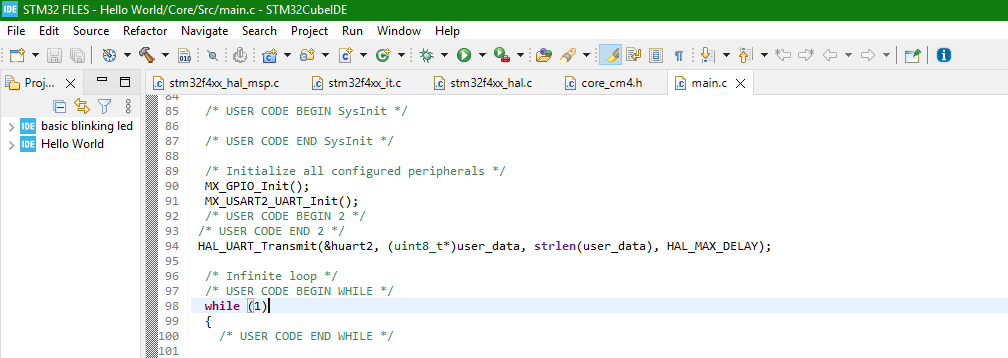 IDE STM32 FILES - Hello World/Core/Src/main.c - STM32CubeIDE
File Edit Source Refactor Navigate Search Project Run Window Help
010
Proj...
.c stm32f4xx_hal_msp.c .c stm32f4xx_it.c .c stm32f4xx_hal.c .c core_cm4.h .c main.c
IDE basic blinking led
IDE Hello World
84
85 /* USER CODE BEGIN SysInit */
86
87 /* USER CODE END SysInit */
88
89 /* Initialize all configured peripherals */
90 MX_GPIO_Init();
91 MX_USART2_UART_Init();
92 /* USER CODE BEGIN 2 */
93 /* USER CODE END 2 */
94 HAL_UART_Transmit(&huart2, (uint8_t*)user_data, strlen(user_data), HAL_MAX_DELAY);
95
96 /* Infinite loop */
97 /* USER CODE BEGIN WHILE */
98 while (1)
99 {
100 /* USER CODE END WHILE */
101